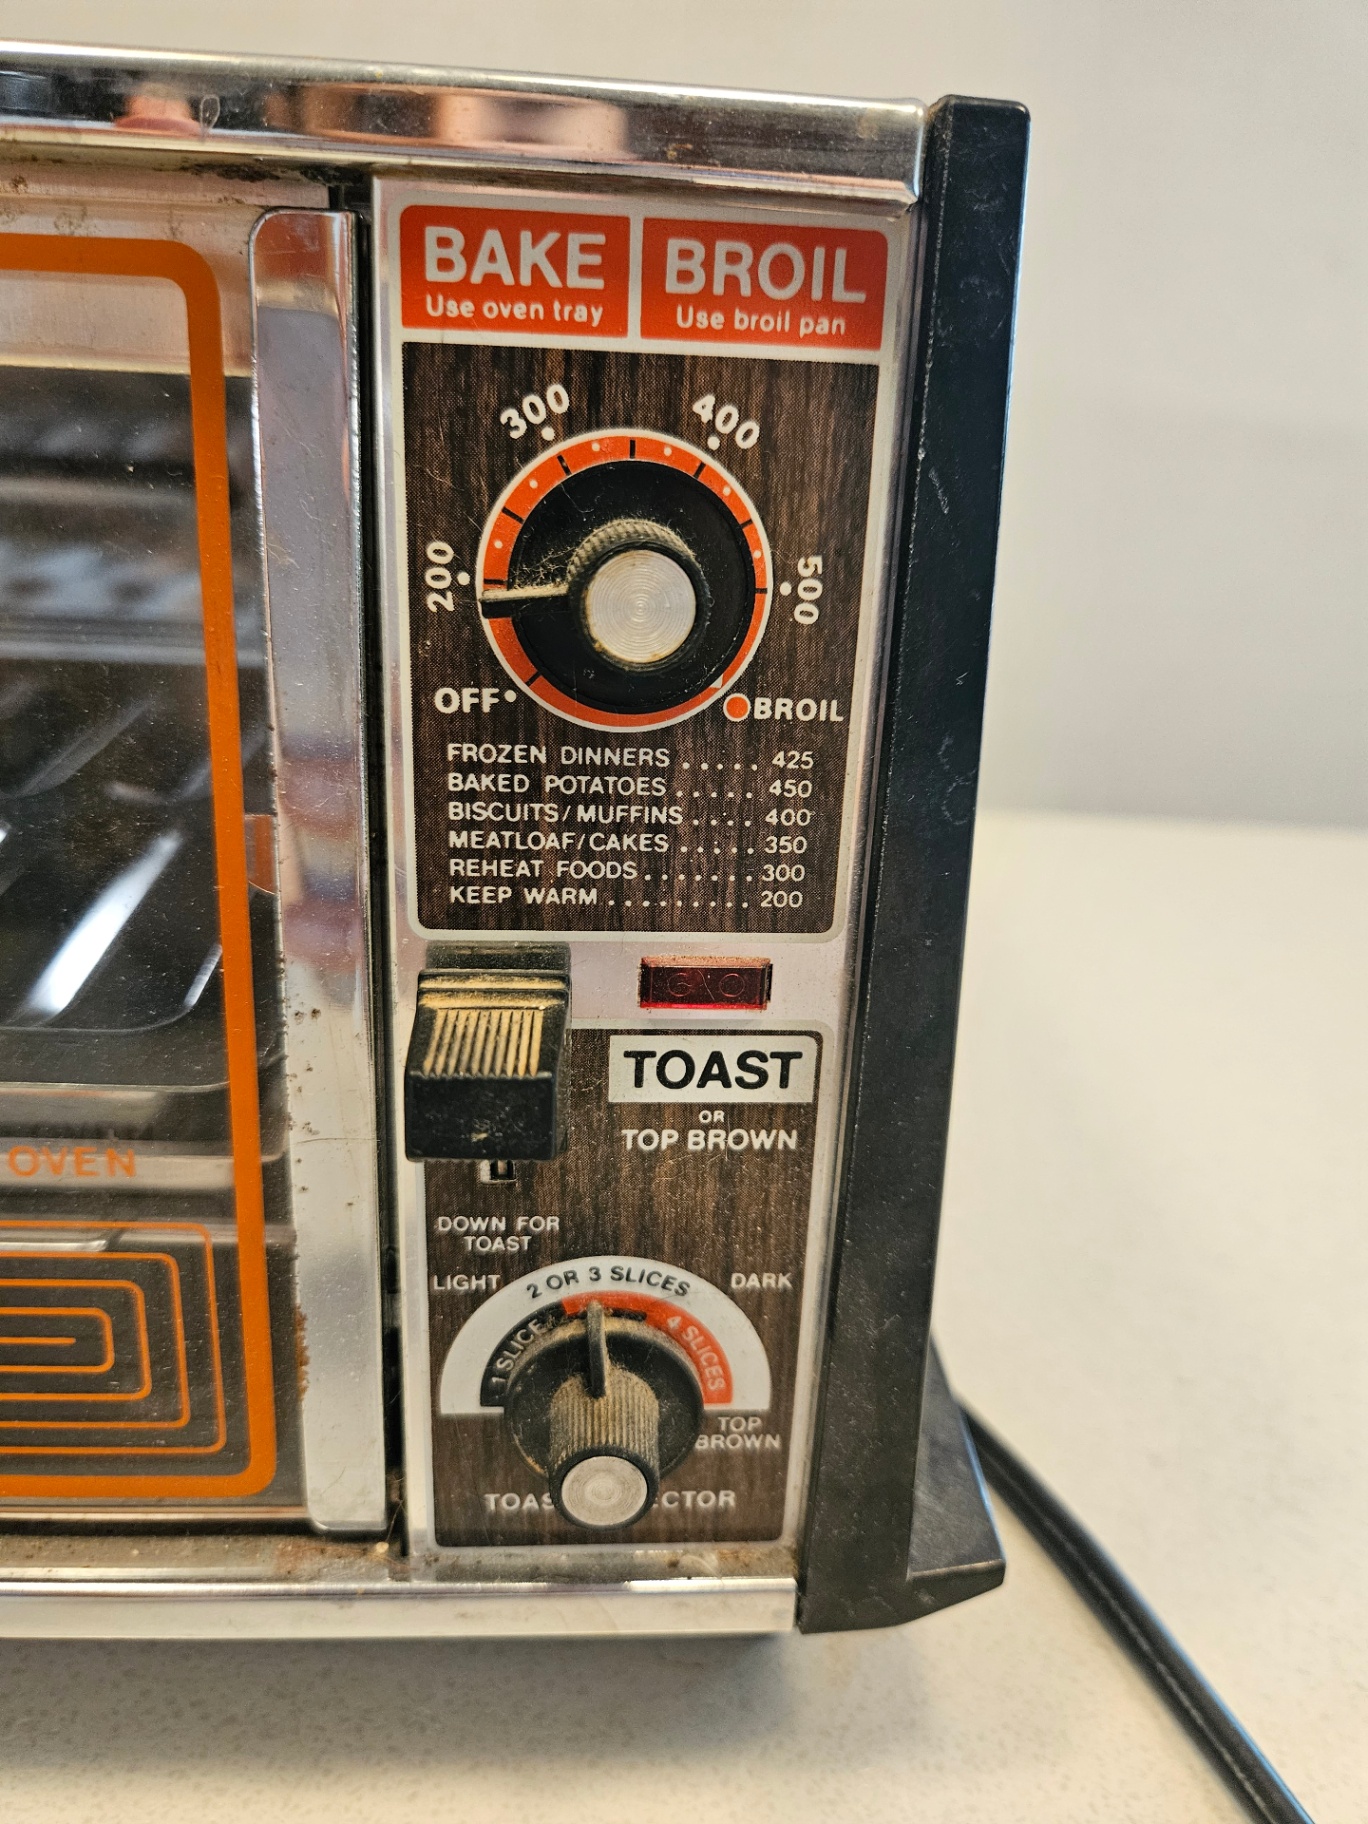 BAKE
Use oven tray
BROIL
Use broil pan
300
400
200
500
OFF
BROIL
FROZEN DINNERS ..... 425
BAKED POTATOES ..... 450
BISCUITS/MUFFINS .... 400
MEATLOAF/CAKES ..... 350
REHEAT FOODS ....... 300
KEEP WARM ......... 200
TOAST
OR
TOP BROWN
OVEN
DOWN FOR
TOAST
LIGHT
2 OR 3 SLICES
DARK
1 SLICE
4 SLICES
TOP
BROWN